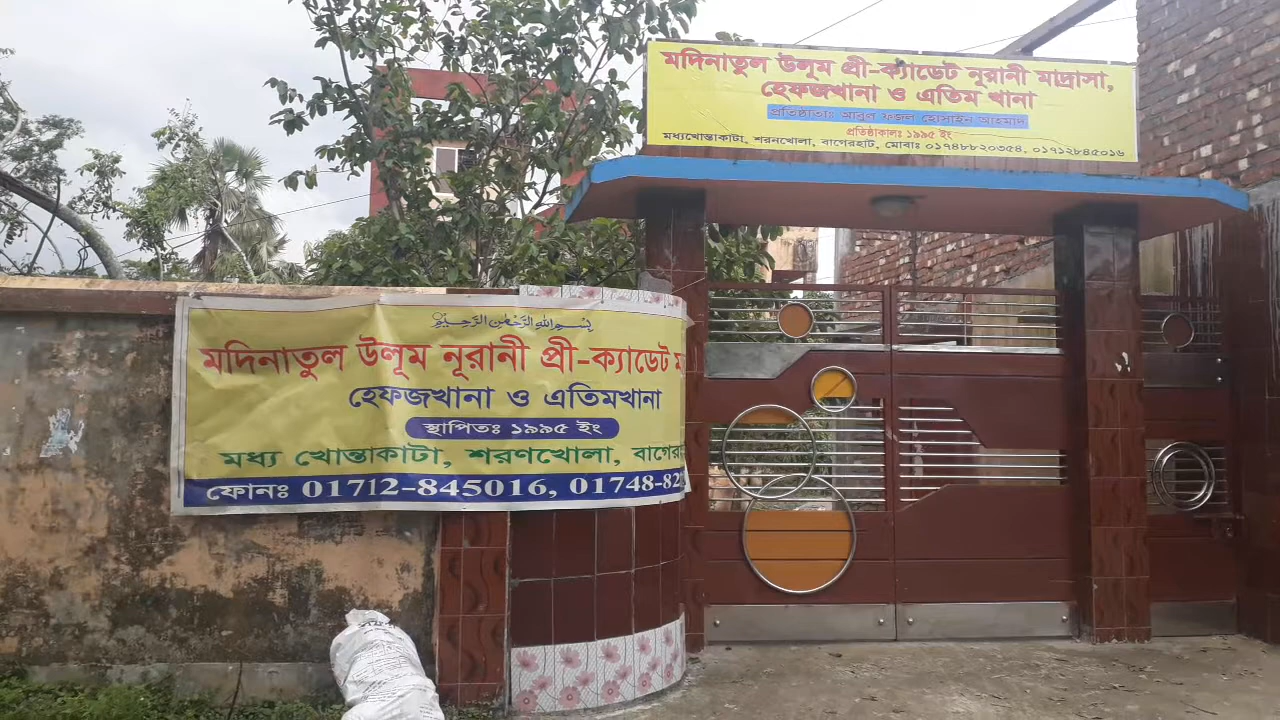 মদিনাতুল উলূম প্রী-ক্যাডেট নূরানী মাদ্রাসা,
হেফজখানা ও এতিম খানা
প্রতিষ্ঠাতাঃ আবুল ফজল হোসাইন আহমাদ
প্রতিষ্ঠাকালঃ ১৯৯৫ ইং
মধ্যখোন্তাকাটা, শরনখোলা, বাগেরহাট, মোবাঃ ০১৭৪৮৮২০৩৫৪, ০১৭১২৮৪৫০১৬
بسم الله الرحمن الرحيم
মদিনাতুল উলূম নূরানী প্রী-ক্যাডেট ম
হেফজখানা ও এতিমখানা
স্থাপিতঃ ১৯৯৫ ইং
মধ্য খোন্তাকাটা, শরণখোলা, বাগের
ফোনঃ 01712-845016, 01748-82